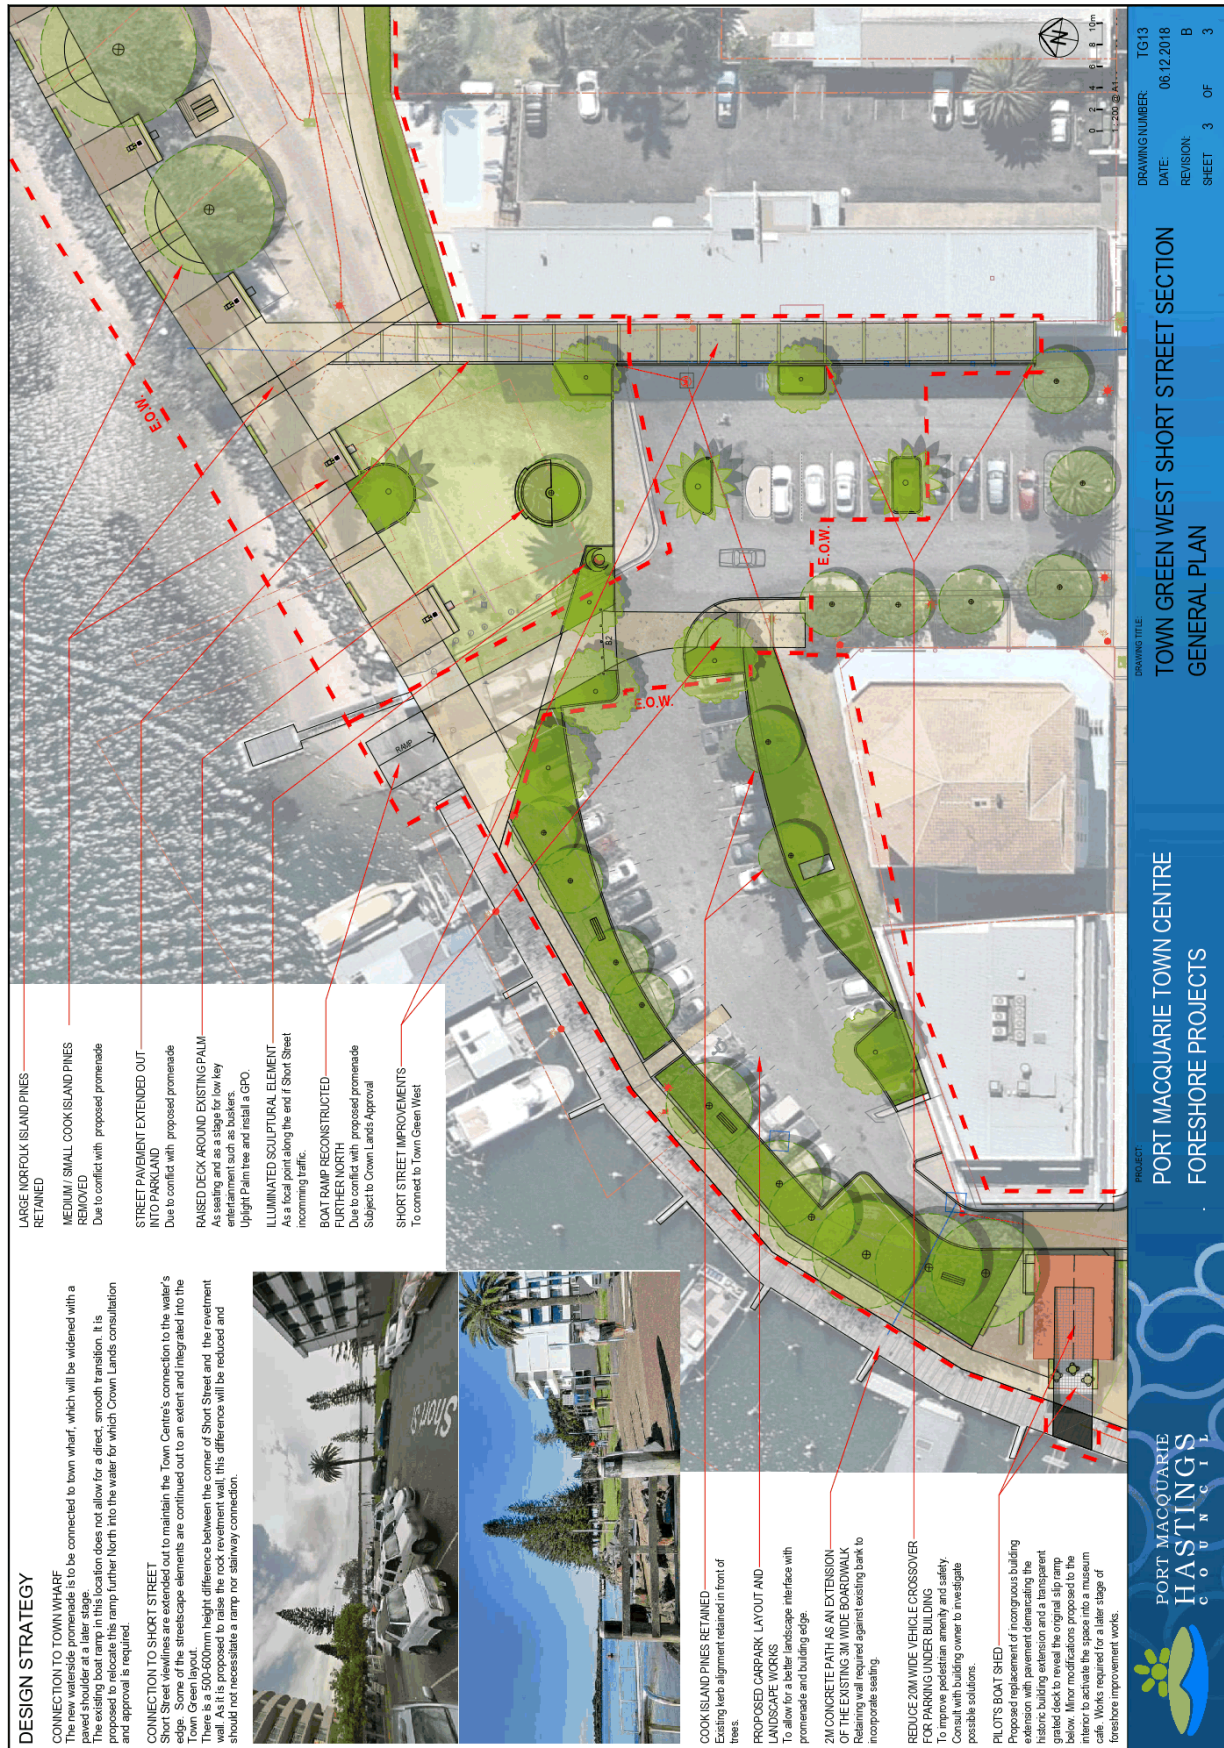 DESIGN STRATEGY
CONNECTION TO TOWN WHARF
The new waterside promenade is to be connected to town wharf, which will be widened with a
paved shoulder at a later stage.
The existing boat ramp in this location does not allow for a direct, smooth transition. It is
proposed to relocate this ramp further North into the water for which Crown Lands consultation
and approval is required.
CONNECTION TO SHORT STREET
Short Street viewlines are extended out to maintain the Town Centre's connection to the water's
edge. Some of the streetscape elements are continued out to an extent and integrated into the
Town Green layout.
There is a 500-600mm height difference between the corner of Short Street and the revetment
wall. As it is proposed to raise the rock revetment wall, this difference will be reduced and
should not necessitate a ramp nor stairway connection.
LARGE NORFOLK ISLAND PINES
RETAINED
MEDIUM / SMALL COOK ISLAND PINES
REMOVED
Due to conflict with proposed promenade
STREET PAVEMENT EXTENDED OUT
INTO PARKLAND
Due to conflict with proposed promenade
RAISED DECK AROUND EXISTING PALM
As seating and as a stage for low key
entertainment such as buskers.
Uplight Palm tree and install a GPO.
ILLUMINATED SCULPTURAL ELEMENT
As a focal point along the end if Short Street
incoming traffic.
BOAT RAMP RECONSTRUCTED
FURTHER NORTH
Due to conflict with proposed promenade
Subject to Crown Lands Approval
SHORT STREET IMPROVEMENTS
To connect to Town Green West
COOK ISLAND PINES RETAINED
Existing kerb alignment retained in front of
trees.
PROPOSED CARPARK LAYOUT AND
LANDSCAPE WORKS
To allow for a better landscape interface with
promenade and building edge.
2M CONCRETE PATH AS AN EXTENSION
OF THE EXISTING 3M WIDE BOARDWALK
Retaining wall required against existing bank to
incorporate seating.
REDUCE 20M WIDE VEHICLE CROSSOVER
FOR PARKING UNDER BUILDING
To improve pedestrian amenity and safety.
Consult with building owner to investigate
possible solutions.
PILOT'S BOAT SHED
Proposed replacement of incongruous building
extension with pavement demarcating the
historic building extension and a transparent
grated deck to reveal the original slip ramp
below. Minor modifications proposed to the
interior to activate the space into a museum
cafe. Works required for a later stage of
foreshore improvement works.
Short St
E.O.W.
E.O.W.
E.O.W.
RAMP
82
N
0 2 4 6 8 10m
1 : 200 @ A1
PORT MACQUARIE
HASTINGS
COUNCIL
PROJECT:
PORT MACQUARIE TOWN CENTRE
FORESHORE PROJECTS
DRAWING TITLE:
TOWN GREEN WEST SHORT STREET SECTION
GENERAL PLAN
DRAWING NUMBER: TG13
DATE: 06.12.2018
REVISION: B
SHEET 3 OF 3